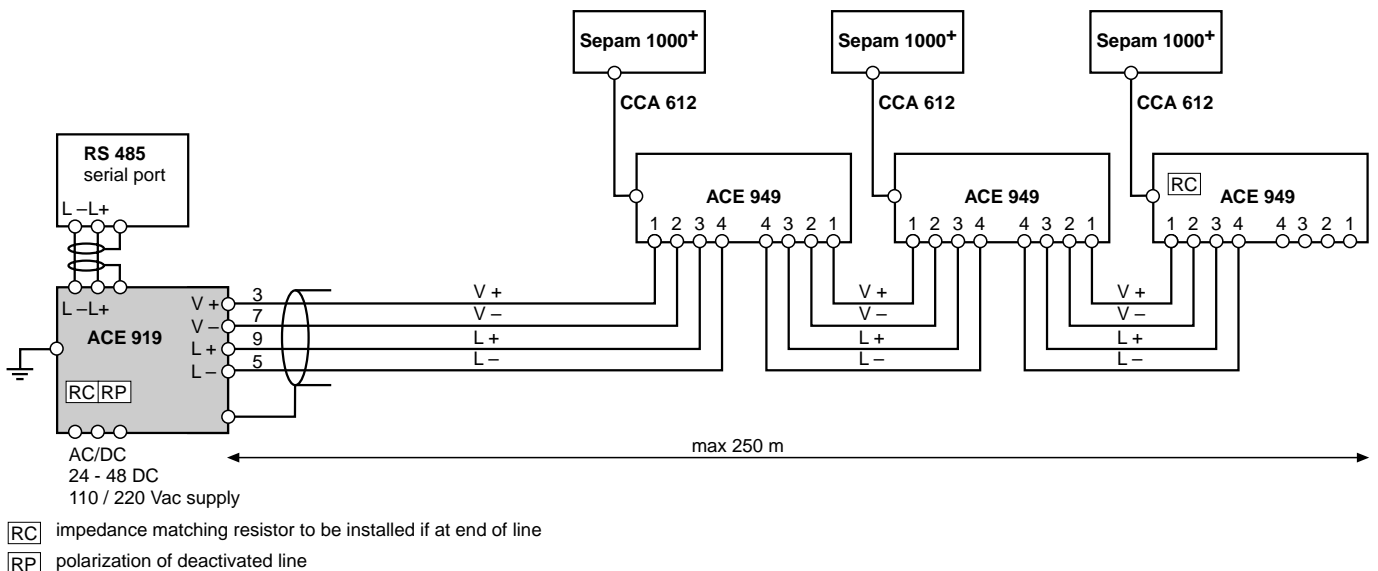 Sepam 1000+
Sepam 1000+
Sepam 1000+
CCA 612
CCA 612
CCA 612
RS 485
serial port
L –L+
ACE 949
1 2 3 4 4 3 2 1
ACE 949
1 2 3 4 4 3 2 1
RC
ACE 949
1 2 3 4 4 3 2 1
L –L+
ACE 919
RC RP
V + 3
V – 7
L + 9
L – 5
V +
V –
L +
L –
V +
V –
L +
L –
V +
V –
L +
L –
max 250 m
AC/DC
24 - 48 DC
110 / 220 Vac supply
RC impedance matching resistor to be installed if at end of line
RP polarization of deactivated line